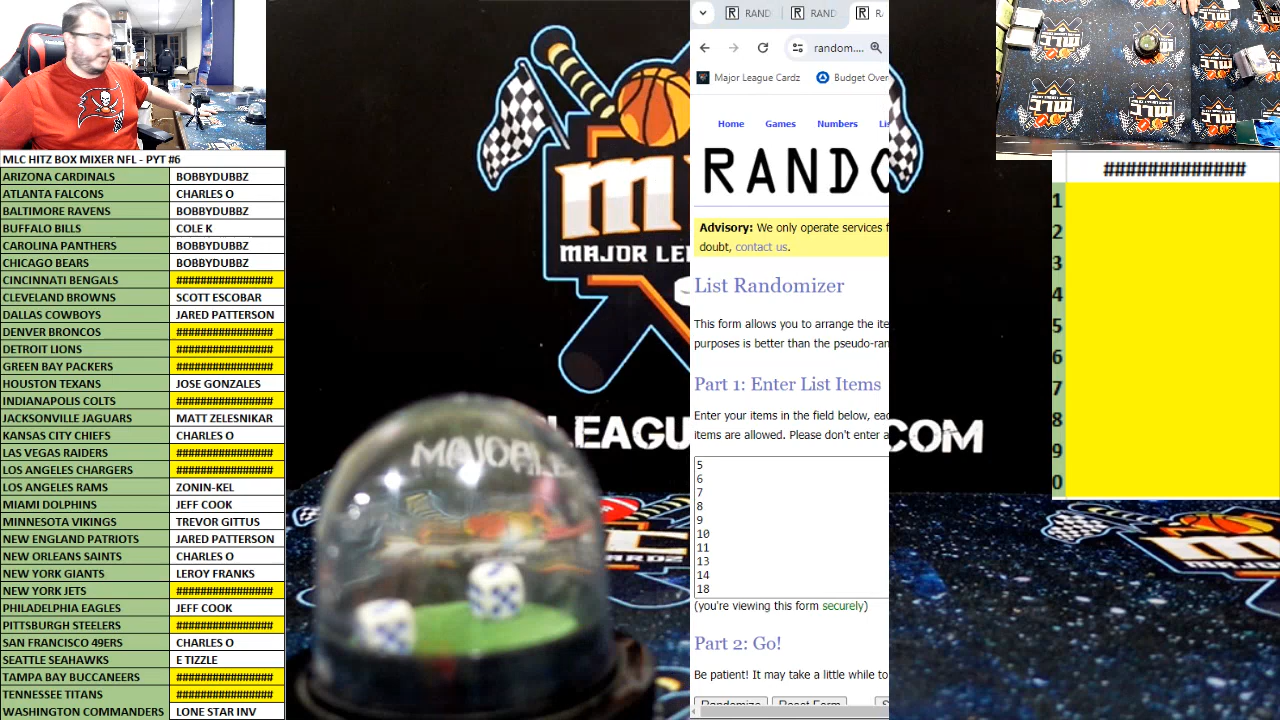 MLC HITZ BOX MIXER NFL - PYT #6
ARIZONA CARDINALS BOBBYDUBBZ
ATLANTA FALCONS CHARLES O
BALTIMORE RAVENS BOBBYDUBBZ
BUFFALO BILLS COLE K
CAROLINA PANTHERS BOBBYDUBBZ
CHICAGO BEARS BOBBYDUBBZ
CINCINNATI BENGALS ################
CLEVELAND BROWNS SCOTT ESCOBAR
DALLAS COWBOYS JARED PATTERSON
DENVER BRONCOS ################
DETROIT LIONS ################
GREEN BAY PACKERS ################
HOUSTON TEXANS JOSE GONZALES
INDIANAPOLIS COLTS ################
JACKSONVILLE JAGUARS MATT ZELESNIKAR
KANSAS CITY CHIEFS CHARLES O
LAS VEGAS RAIDERS ################
LOS ANGELES CHARGERS ################
LOS ANGELES RAMS ZONIN-KEL
MIAMI DOLPHINS JEFF COOK
MINNESOTA VIKINGS TREVOR GITTUS
NEW ENGLAND PATRIOTS JARED PATTERSON
NEW ORLEANS SAINTS CHARLES O
NEW YORK GIANTS LEROY FRANKS
NEW YORK JETS ################
PHILADELPHIA EAGLES JEFF COOK
PITTSBURGH STEELERS ################
SAN FRANCISCO 49ERS CHARLES O
SEATTLE SEAHAWKS E TIZZLE
TAMPA BAY BUCCANEERS ################
TENNESSEE TITANS ################
WASHINGTON COMMANDERS LONE STAR INV
MAJOR LE
LEAGU
COM
RAND
RAND
R
random....
Major League Cardz Budget Over
Home Games Numbers Lis
RANDO
Advisory: We only operate services f
doubt, contact us.
List Randomizer
This form allows you to arrange the ite
purposes is better than the pseudo-ran
Part 1: Enter List Items
Enter your items in the field below, eac
items are allowed. Please don't enter a
5
6
7
8
9
10
11
13
14
18
(you're viewing this form securely)
Part 2: Go!
Be patient! It may take a little while to
Randomize Reset Form S
#############
1
2
3
4
5
6
7
8
9
0